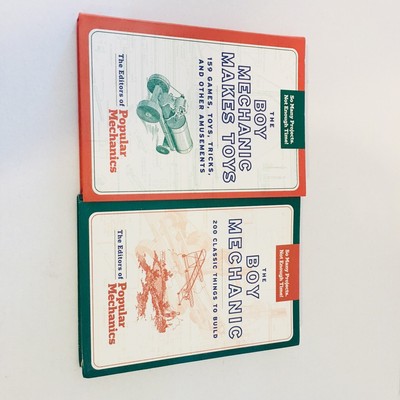 So Many Projects,
Not Enough Time!
THE
BOY
MECHANIC
MAKES TOYS
159 GAMES, TOYS, TRICKS,
AND OTHER AMUSEMENTS
The Editors of
Popular
Mechanics
So Many Projects,
Not Enough Time!
THE
BOY
MECHANIC
200 CLASSIC THINGS TO BUILD
The Editors of
Popular
Mechanics